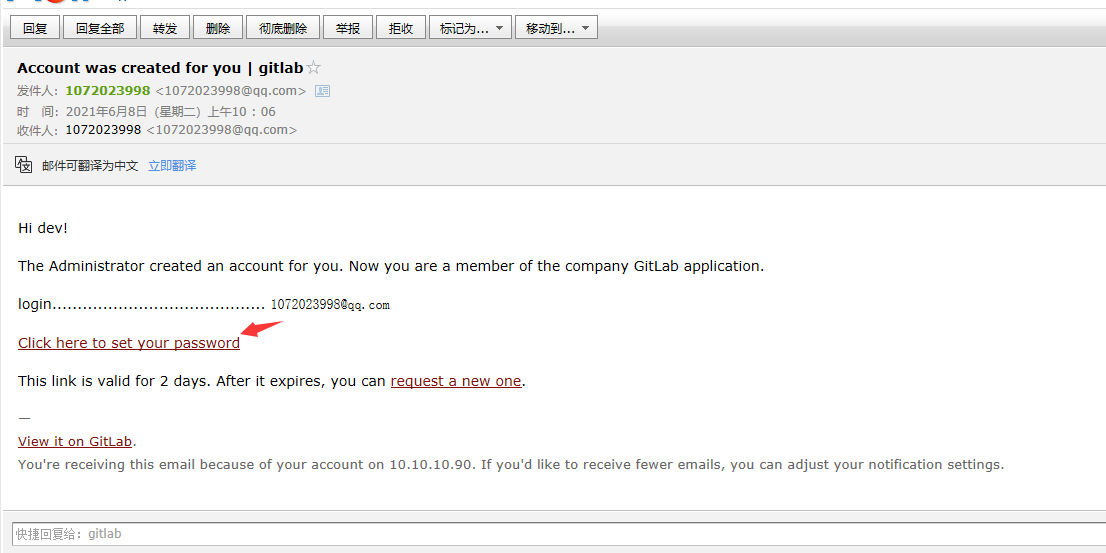 回复 回复全部 转发 删除 彻底删除 举报 拒收 标记为... 移动到...
Account was created for you | gitlab
发件人：1072023998 <1072023998@qq.com>
时 间：2021年6月8日（星期二）上午10：06
收件人：1072023998 <1072023998@qq.com>
邮件可翻译为中文 立即翻译
Hi dev!
The Administrator created an account for you. Now you are a member of the company GitLab application.
login.......................................... 1072023998@qq.com
Click here to set your password
This link is valid for 2 days. After it expires, you can request a new one.
—
View it on GitLab.
You're receiving this email because of your account on 10.10.10.90. If you'd like to receive fewer emails, you can adjust your notification settings.
快捷回复给：gitlab